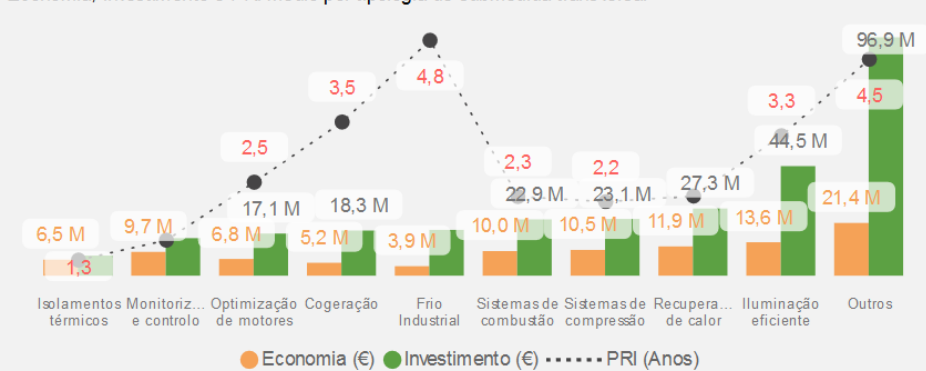 96,9 M
4,8
3,5
4,5
3,3
2,5
44,5 M
2,3
2,2
22,9 M
23,1 M
27,3 M
17,1 M
18,3 M
21,4 M
6,5 M
9,7 M
6,8 M
5,2 M
3,9 M
10,0 M
10,5 M
11,9 M
13,6 M
1,3
Isolamentos Monitoriz... Optimização Cogeração Frio Sistemas de Sistemas de Recupera... Iluminação Outros
térmicos e controlo de motores Industrial combustão compressão de calor eficiente
Economia (€) Investimento (€) PRI (Anos)